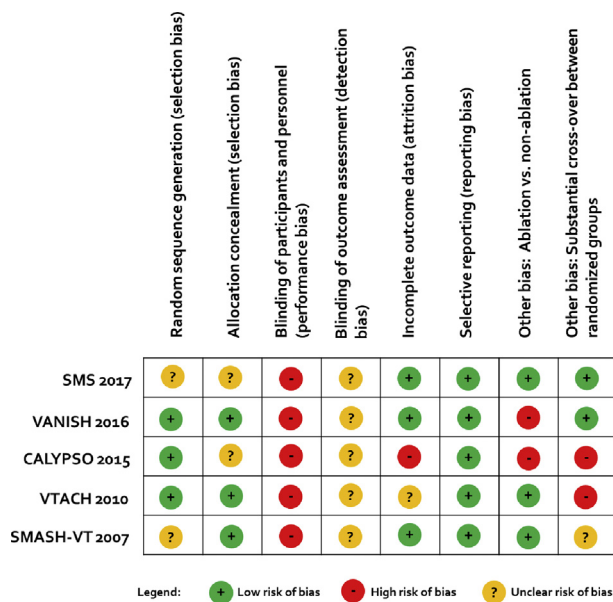 Random sequence generation (selection bias)
Allocation concealment (selection bias)
Blinding of participants and personnel
(performance bias)
Blinding of outcome assessment (detection
bias)
Incomplete outcome data (attrition bias)
Selective reporting (reporting bias)
Other bias: Ablation vs. non-ablation
Other bias: Substantial cross-over between
randomized groups
SMS 2017 ? ? - ? + + + +
VANISH 2016 + + - ? + + - +
CALYPSO 2015 + ? - ? - + - -
VTACH 2010 + + - ? ? + + -
SMASH-VT 2007 ? + - ? + + + ?
Legend: + Low risk of bias - High risk of bias ? Unclear risk of bias